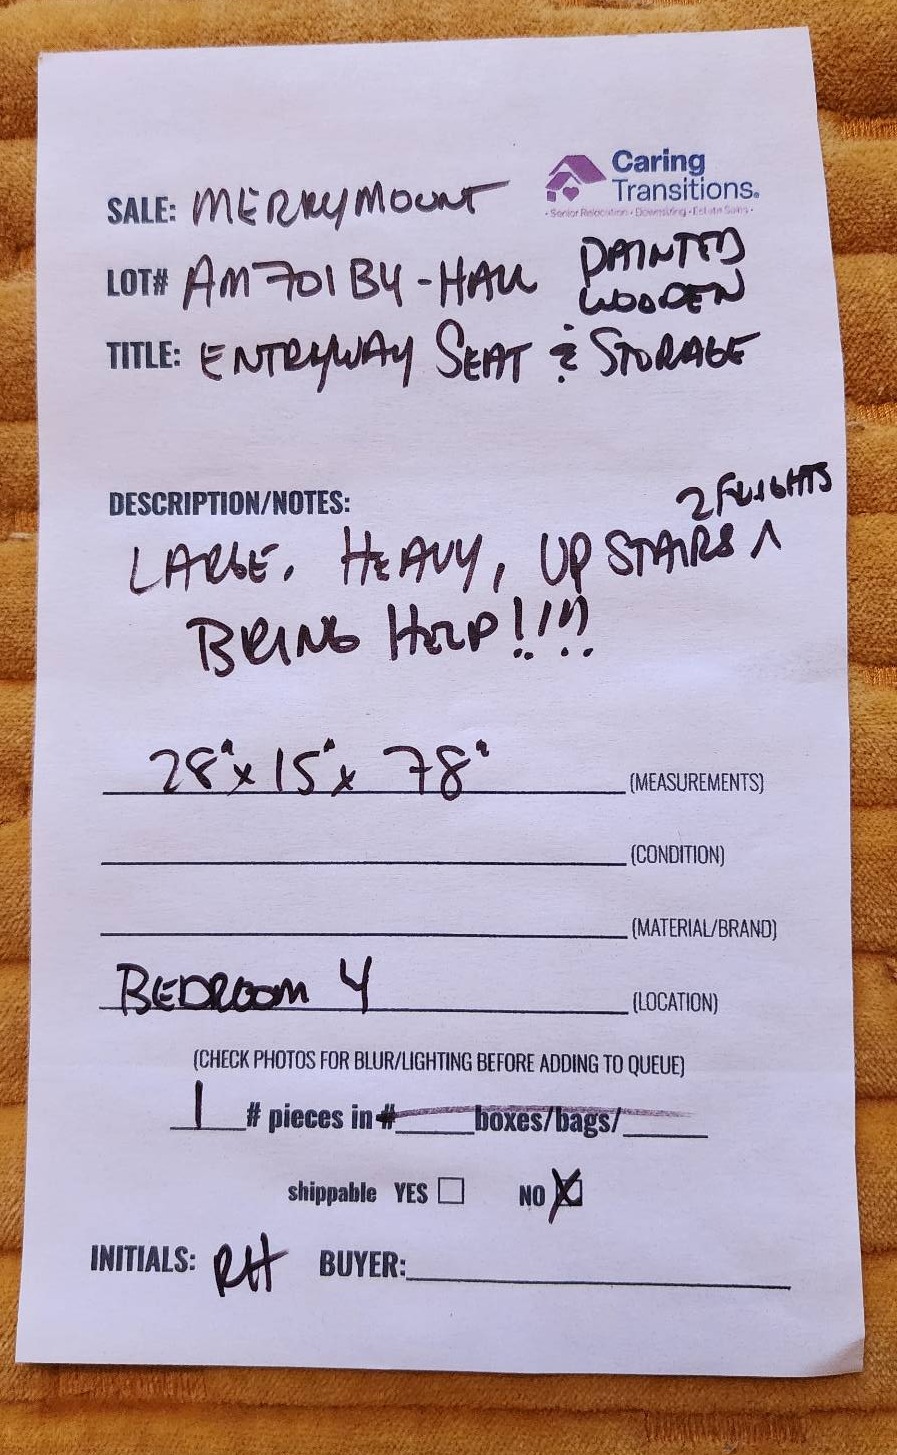 Caring
Transitions.
• Senior Relocation • Downsizing • Estate Sales •
SALE: MERRYMOUNT
LOT# AM701B4-HALL PAINTED
WOODEN
TITLE: ENTRYWAY SEAT & STORAGE
DESCRIPTION/NOTES:
2 FLIGHTS
LARGE, HEAVY, UP STAIRS ^
BRING HELP!!!!
28" x 15" x 78" (MEASUREMENTS)
(CONDITION)
(MATERIAL/BRAND)
BEDROOM 4 (LOCATION)
(CHECK PHOTOS FOR BLUR/LIGHTING BEFORE ADDING TO QUEUE)
1 # pieces in # boxes/bags/
shippable YES NO X
INITIALS: RH BUYER: